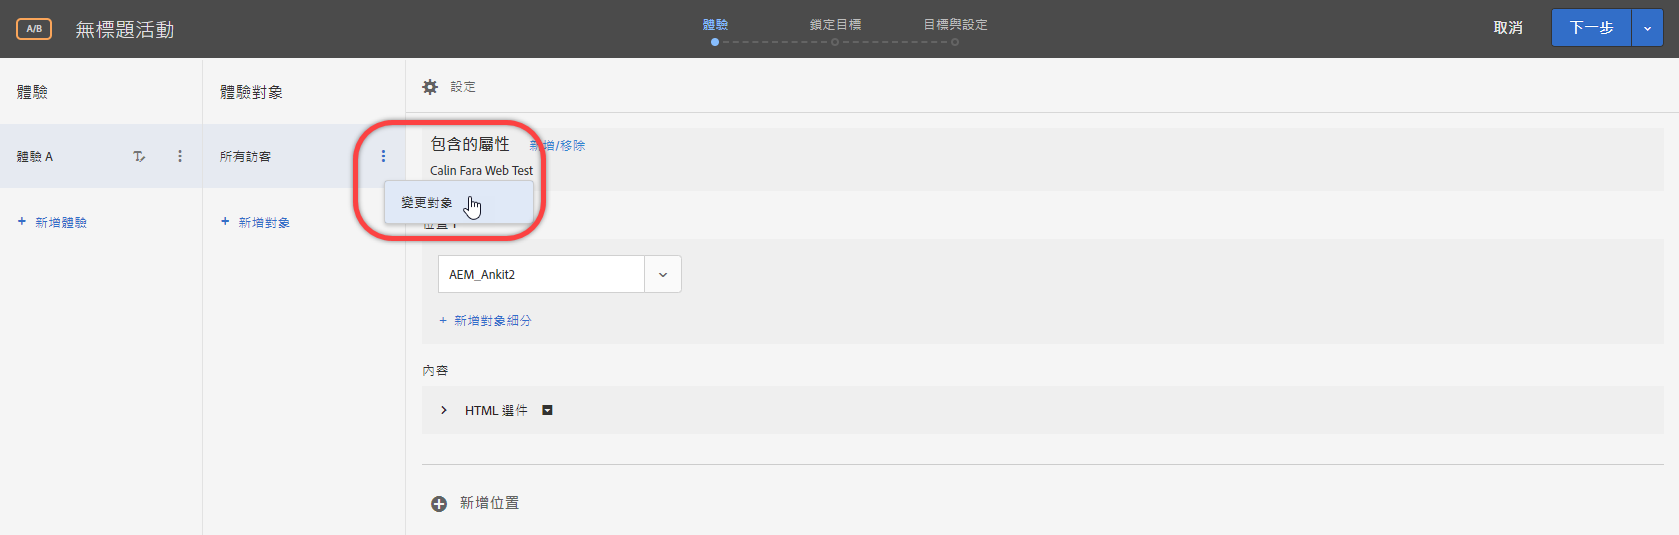 A/B
無標題活動
體驗
鎖定目標
目標與設定
取消
下一步
體驗
體驗對象
設定
體驗 A
所有訪客
包含的屬性
新增/移除
Calin Fara Web Test
變更對象
+ 新增體驗
+ 新增對象
位置 1
AEM_Ankit2
+ 新增對象細分
內容
HTML 選件
新增位置